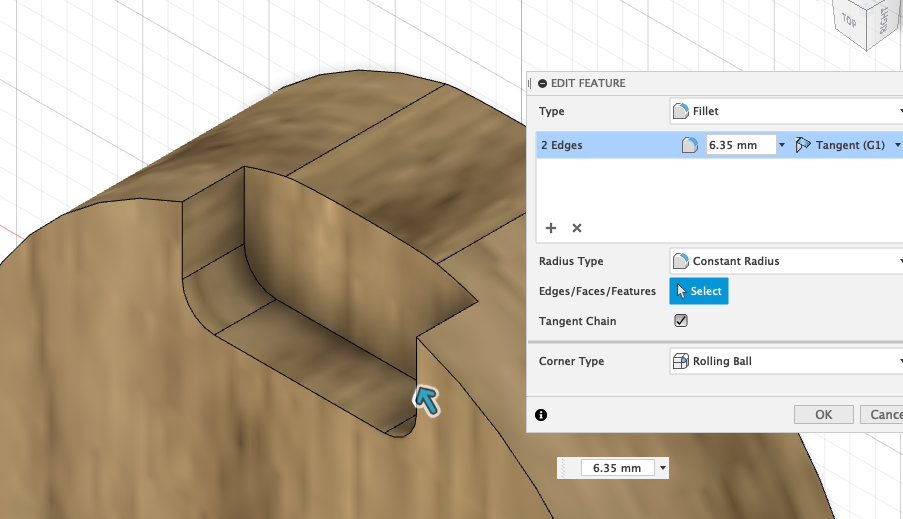 TOP
RIGHT
EDIT FEATURE
Type
Fillet
2 Edges
6.35 mm
Tangent (G1)
Radius Type
Constant Radius
Edges/Faces/Features
Select
Tangent Chain
Corner Type
Rolling Ball
OK
Cance
6.35 mm